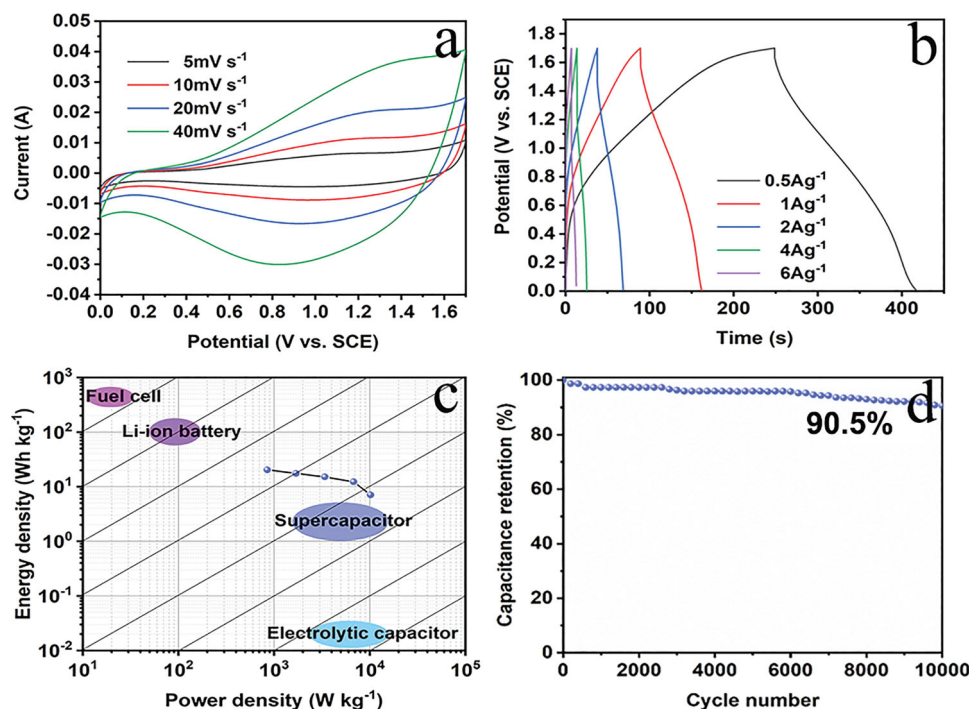 a
5mV s⁻¹
10mV s⁻¹
20mV s⁻¹
40mV s⁻¹
0.05
0.04
0.03
0.02
0.01
0.00
-0.01
-0.02
-0.03
-0.04
Current (A)
0.0 0.2 0.4 0.6 0.8 1.0 1.2 1.4 1.6
Potential (V vs. SCE)
b
1.8
1.6
1.4
1.2
1.0
0.8
0.6
0.4
0.2
0.0
Potential (V vs. SCE)
0.5Ag⁻¹
1Ag⁻¹
2Ag⁻¹
4Ag⁻¹
6Ag⁻¹
0 100 200 300 400
Time (s)
c
10³
10²
10¹
10⁰
10⁻¹
10⁻²
Energy density (Wh kg⁻¹)
Fuel cell
Li-ion battery
Supercapacitor
Electrolytic capacitor
10¹ 10² 10³ 10⁴ 10⁵
Power density (W kg⁻¹)
d
100
80
60
40
20
0
Capacitance retention (%)
90.5%
0 2000 4000 6000 8000 10000
Cycle number